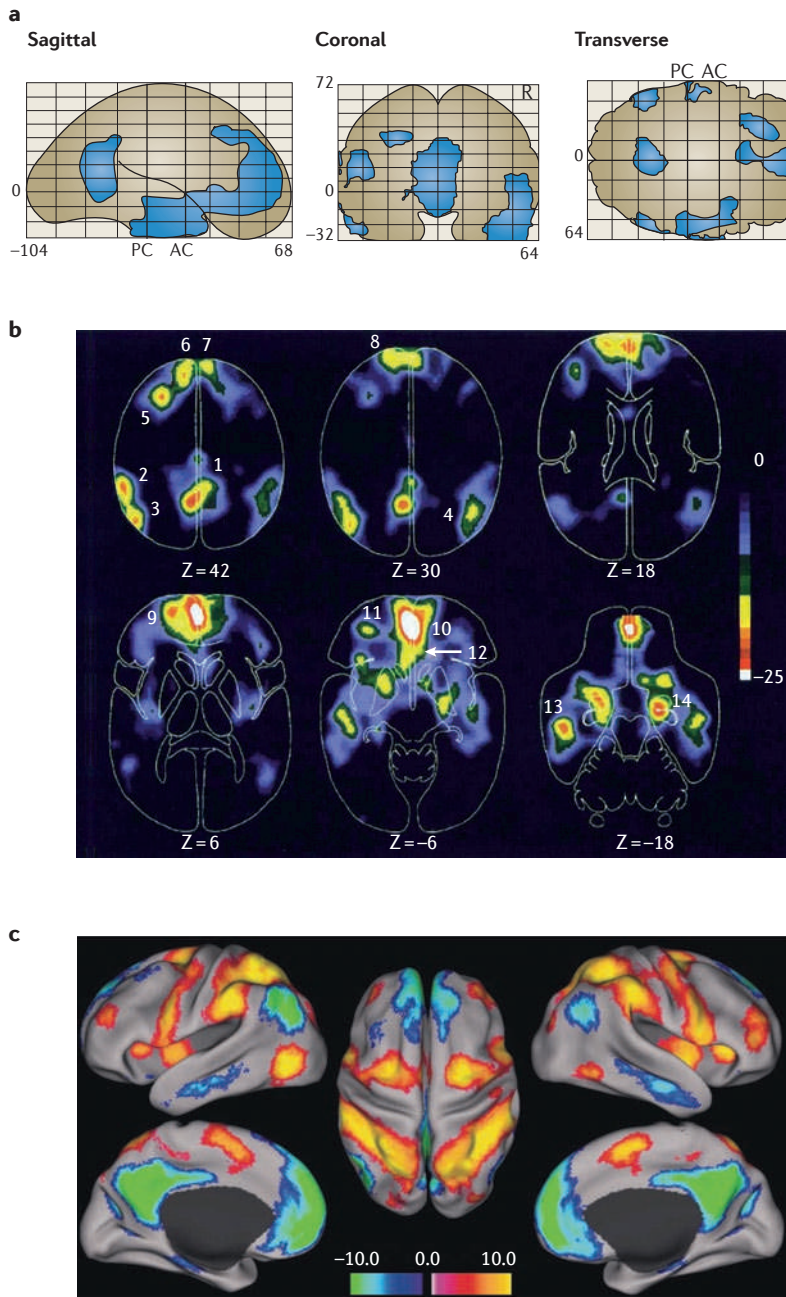 a
Sagittal
Coronal
Transverse
72
R
PC AC
0
0
0
−104
PC AC
68
−32
64
64
b
6 7
5
2
1
3
Z = 42
8
4
Z = 30
Z = 18
0
−25
9
Z = 6
11
10
12
Z = −6
13
14
Z = −18
c
−10.0 0.0 10.0